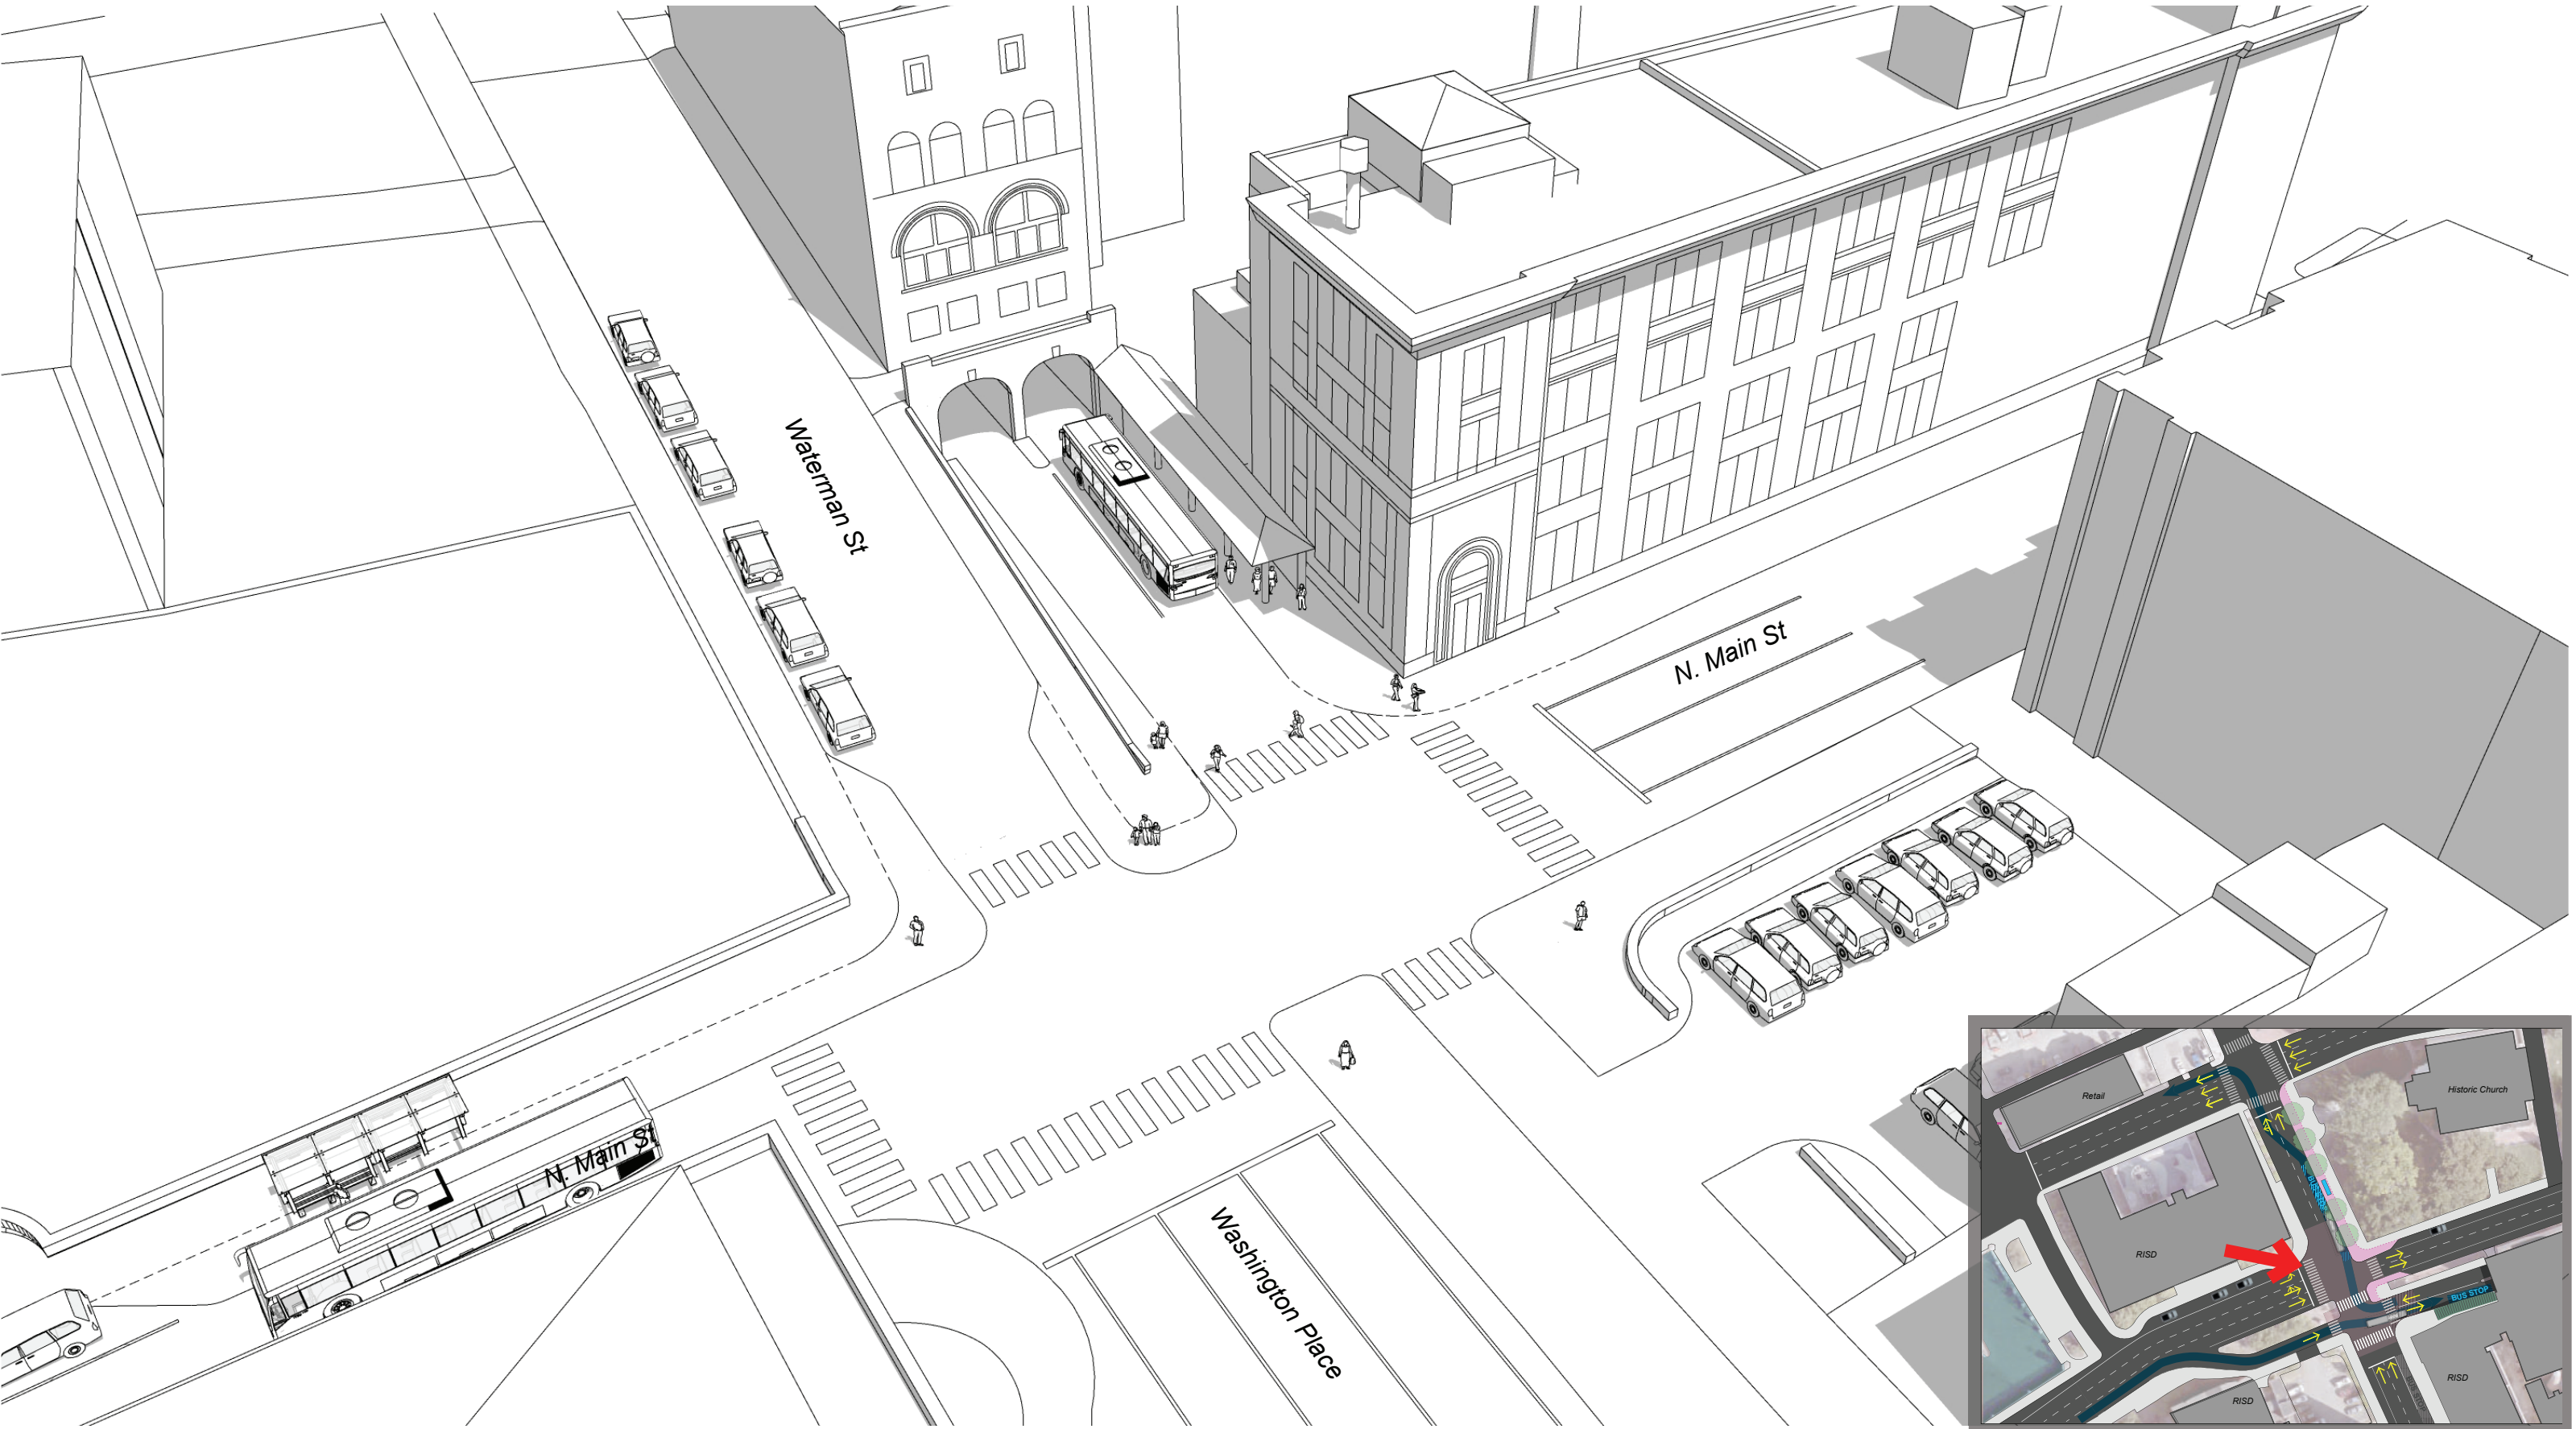 Waterman St
N. Main St
N. Main St
Washington Place
Retail
Historic Church
RISD
BUS STOP
RISD
RISD